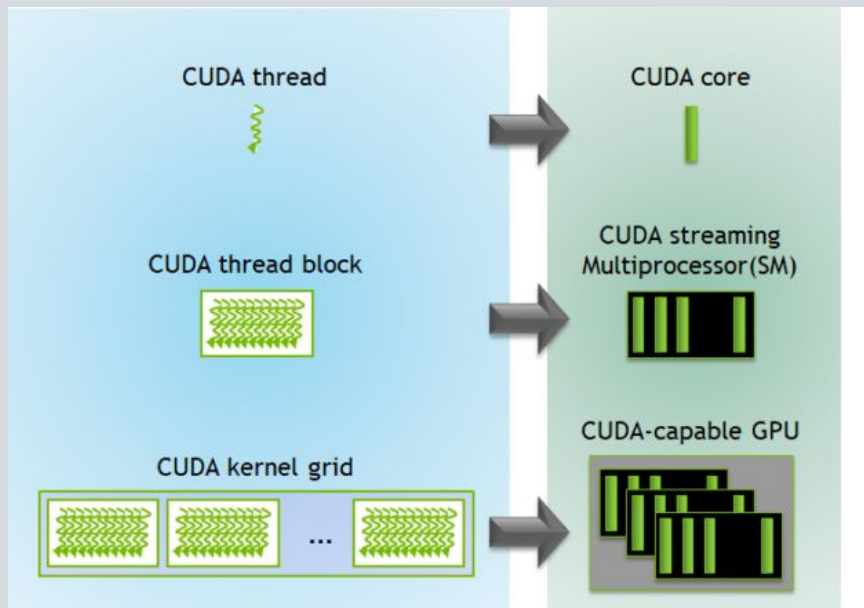 CUDA thread
CUDA core
CUDA thread block
CUDA streaming
Multiprocessor(SM)
CUDA kernel grid
...
CUDA-capable GPU